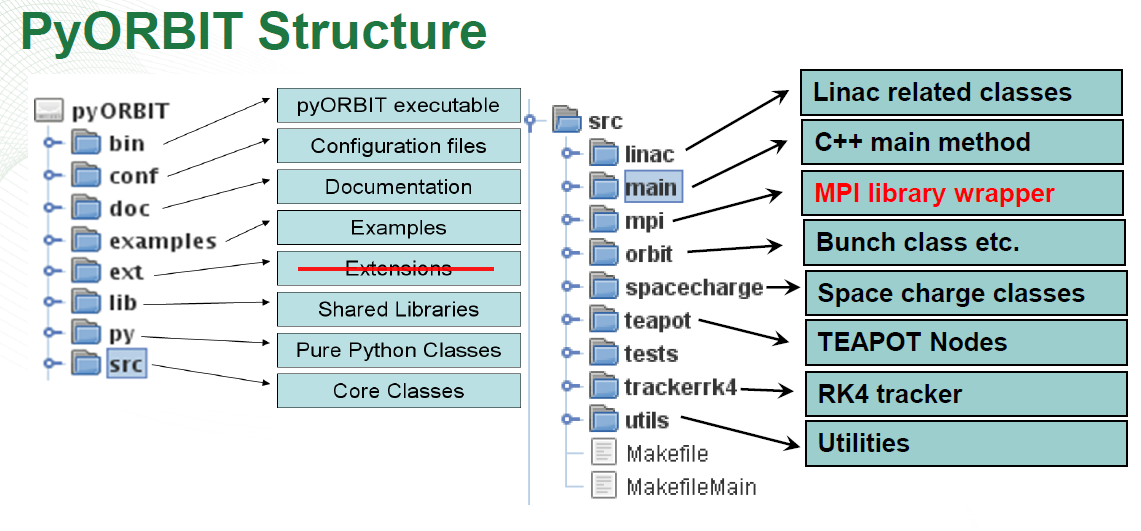 PyORBIT Structure
pyORBIT
bin
conf
doc
examples
ext
lib
py
src
pyORBIT executable
Configuration files
Documentation
Examples
Extensions
Shared Libraries
Pure Python Classes
Core Classes
src
linac
main
mpi
orbit
spacecharge
teapot
tests
trackerrk4
utils
Makefile
MakefileMain
Linac related classes
C++ main method
MPI library wrapper
Bunch class etc.
Space charge classes
TEAPOT Nodes
RK4 tracker
Utilities